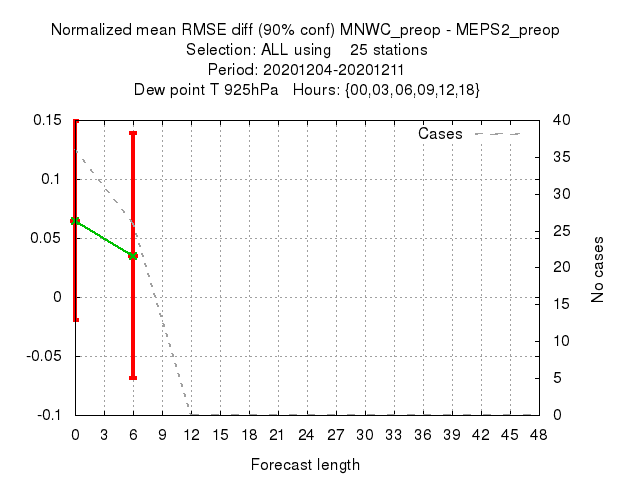 Normalized mean RMSE diff (90% conf) MNWC_preop - MEPS2_preop
Selection: ALL using    25 stations
Period: 20201204-20201211
Dew point T 925hPa   Hours: {00,03,06,09,12,18}
Cases
0.15
0.1
0.05
0
-0.05
-0.1
40
35
30
25
20
15
10
5
0
No cases
0 3 6 9 12 15 18 21 24 27 30 33 36 39 42 45 48
Forecast length